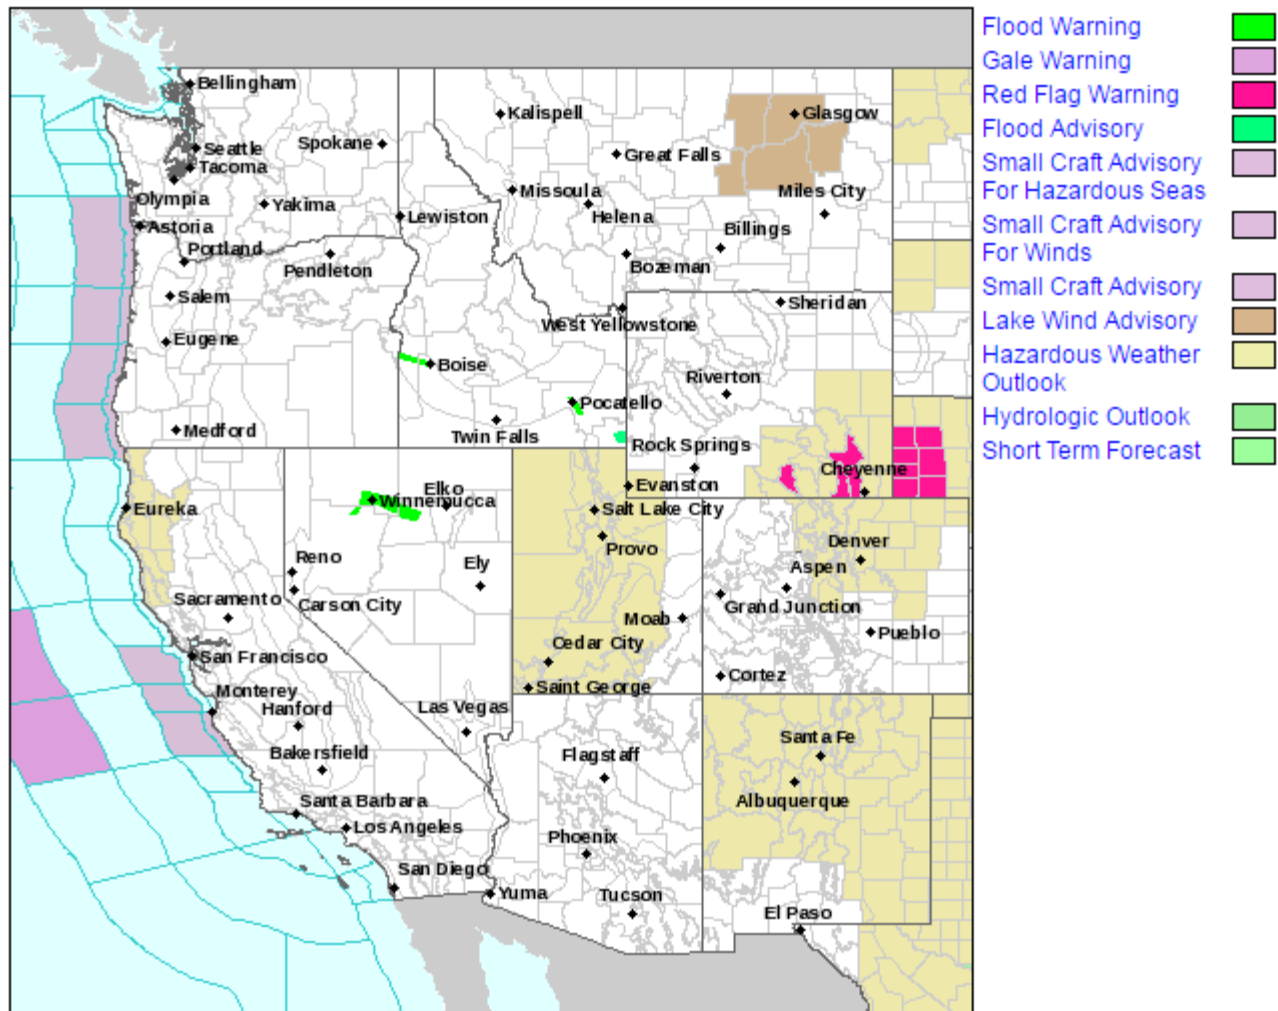 Bellingham
Seattle
Tacoma
Olympia
Spokane
Yakima
Astoria
Portland
Lewiston
Pendleton
Salem
Eugene
Medford
Kalispell
Great Falls
Glasgow
Missoula
Helena
Miles City
Billings
Bozeman
West Yellowstone
Sheridan
Boise
Pocatello
Twin Falls
Riverton
Rock Springs
Evanston
Cheyenne
Eureka
Elko
Winnemucca
Reno
Carson City
Ely
Sacramento
San Francisco
Monterey
Hanford
Bakersfield
Las Vegas
Santa Barbara
Los Angeles
San Diego
Salt Lake City
Provo
Moab
Cedar City
Saint George
Denver
Aspen
Grand Junction
Pueblo
Cortez
Flagstaff
Phoenix
Yuma
Tucson
Santa Fe
Albuquerque
El Paso
Flood Warning
Gale Warning
Red Flag Warning
Flood Advisory
Small Craft Advisory
For Hazardous Seas
Small Craft Advisory
For Winds
Small Craft Advisory
Lake Wind Advisory
Hazardous Weather
Outlook
Hydrologic Outlook
Short Term Forecast